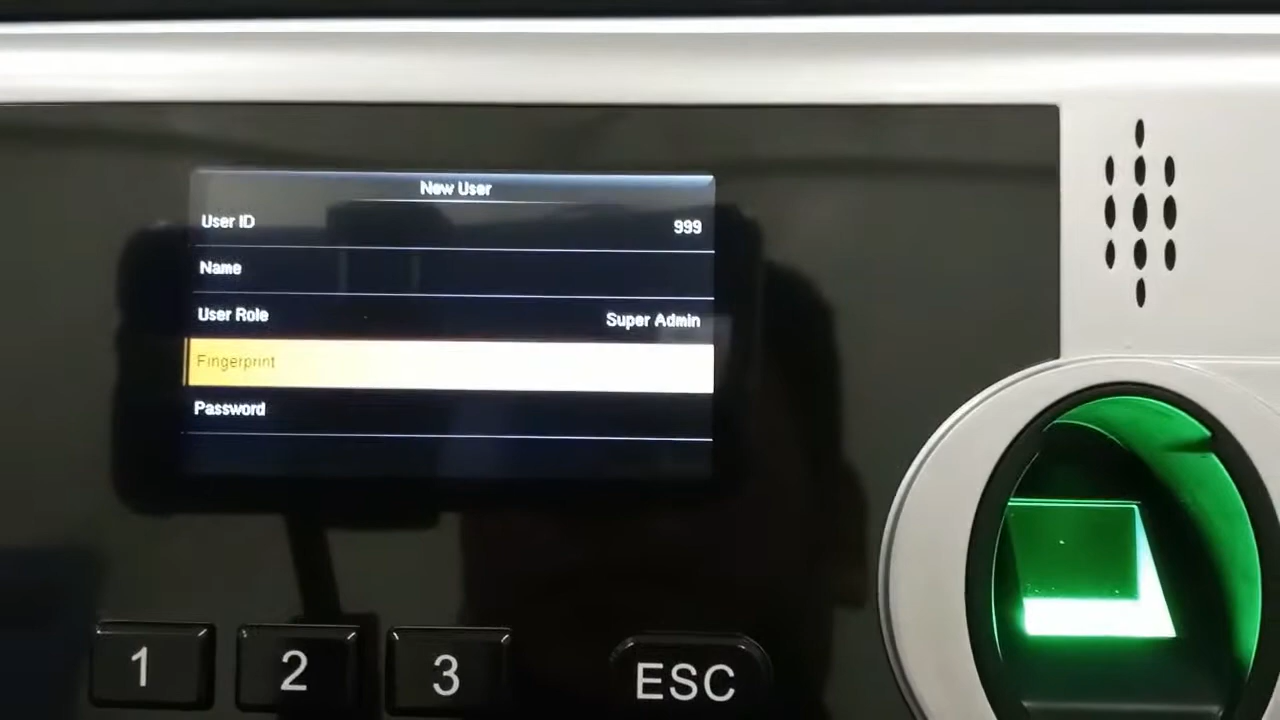 New User
User ID 999
Name
User Role Super Admin
Fingerprint
Password
1 2 3 ESC